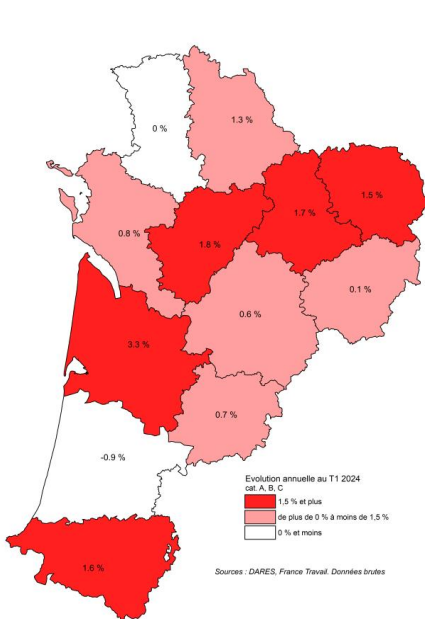 1.3 %
0 %
1.5 %
1.7 %
0.8 %
1.8 %
0.1 %
0.6 %
3.3 %
0.7 %
-0.9 %
Evolution annuelle au T1 2024
cat. A, B, C
1,5 % et plus
de plus de 0 % à moins de 1,5 %
0 % et moins
1.6 %
Sources : DARES, France Travail. Données brutes